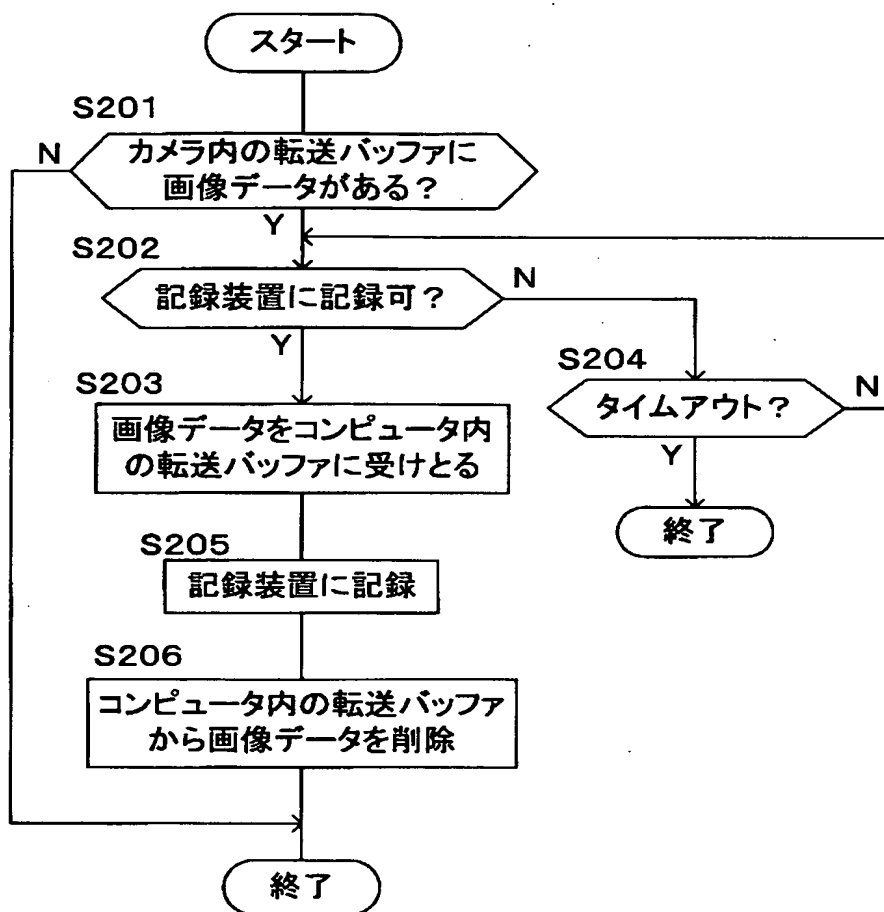 スタート
S201
N
カメラ内の転送バッファに
画像データがある？
Y
S202
記録装置に記録可？
N
Y
S204
タイムアウト？
N
Y
終了
S203
画像データをコンピュータ内
の転送バッファに受けとる
S205
記録装置に記録
S206
コンピュータ内の転送バッファ
から画像データを削除
終了